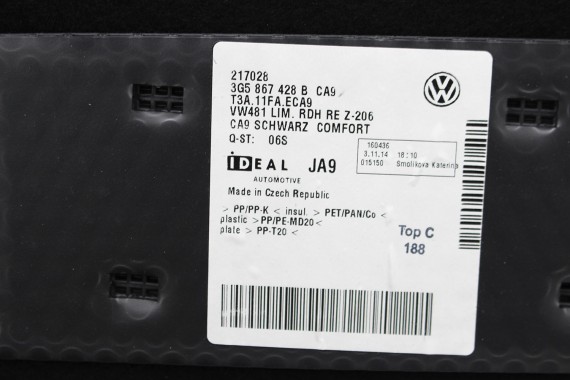 217028
3G5 867 428 B CA9
T3A.11FA.ECA9
VW481 LIM. RDH RE Z-206
CA9 SCHWARZ COMFORT
Q-ST: 06S
iDEAL JA9
AUTOMOTIVE
Made in Czech Republic
160436
3.11.14 18:10
015150 Smolikova Katerina
> PP/PP-K < insul. > PET/PAN/Co <
plastic >PP/PE-MD20 <
plate > PP-T20 <
Top C
188